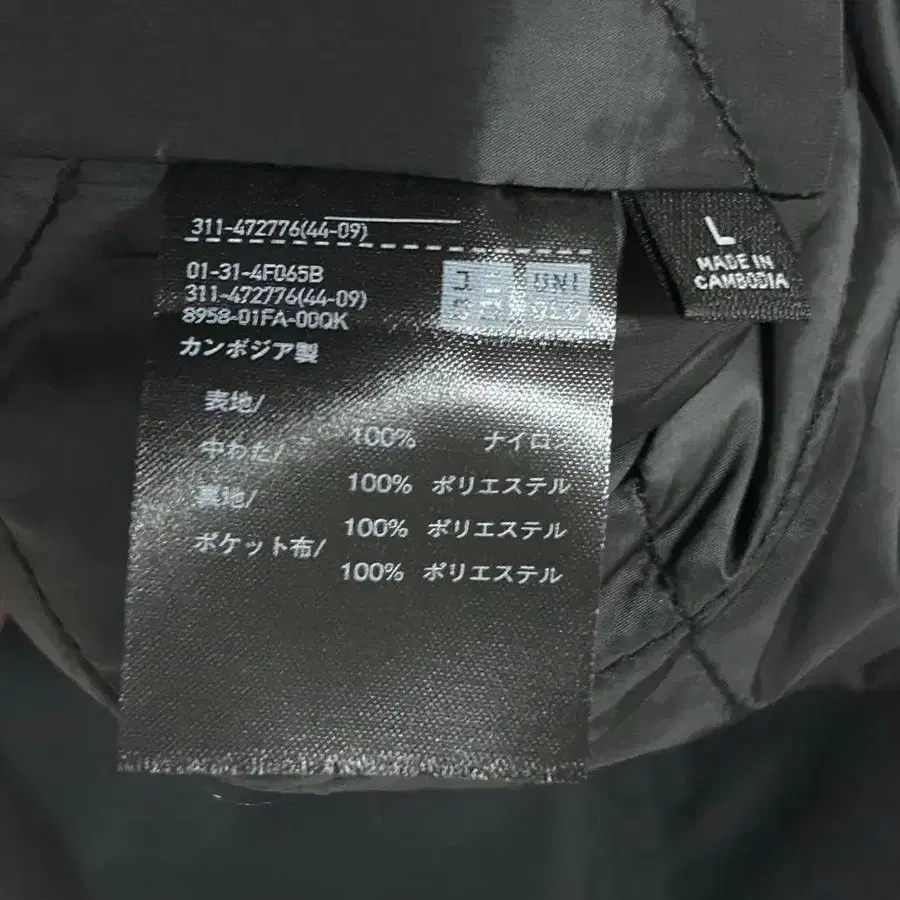 311-472776(44-09)
01-31-4F065B
311-472776(44-09)
8958-01FA-00QK
カンボジア製
UNI
表地/
100% ナイロン
中わた/
100% ポリエステル
裏地/
100% ポリエステル
ポケット布/
100% ポリエステル
L
MADE IN
CAMBODIA